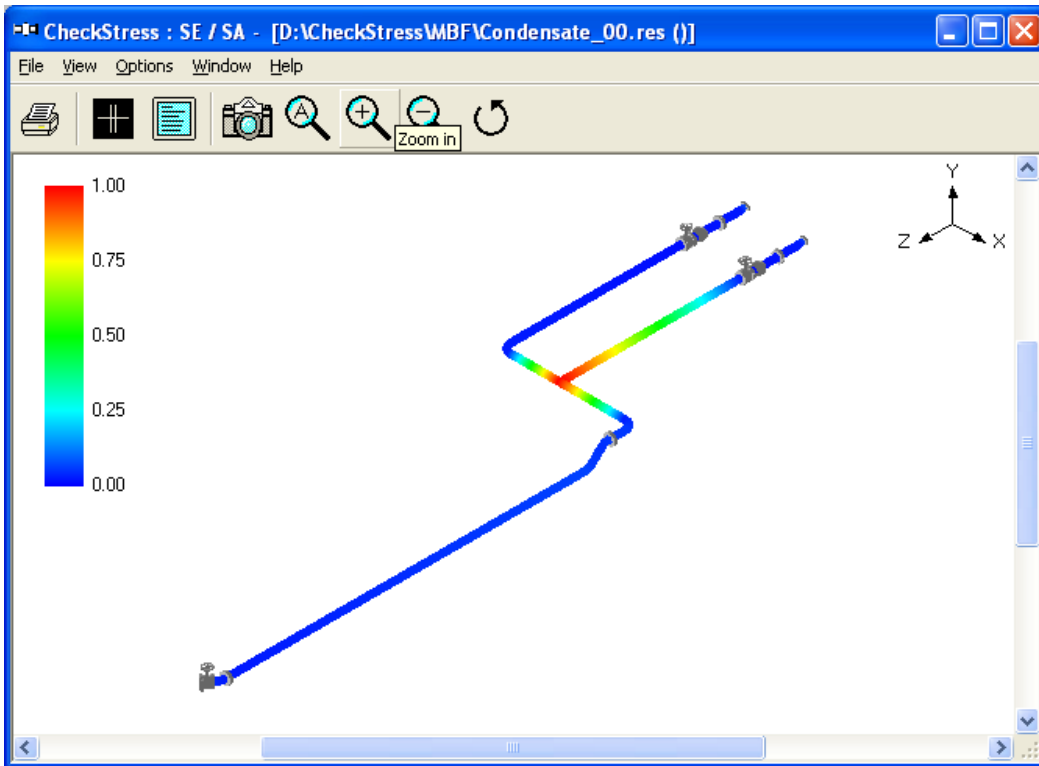 CheckStress : SE / SA - [D:\CheckStress\MBF\Condensate_00.res ()]
File View Options Window Help
A
Zoom in
1.00
0.75
0.50
0.25
0.00
Y
Z
X